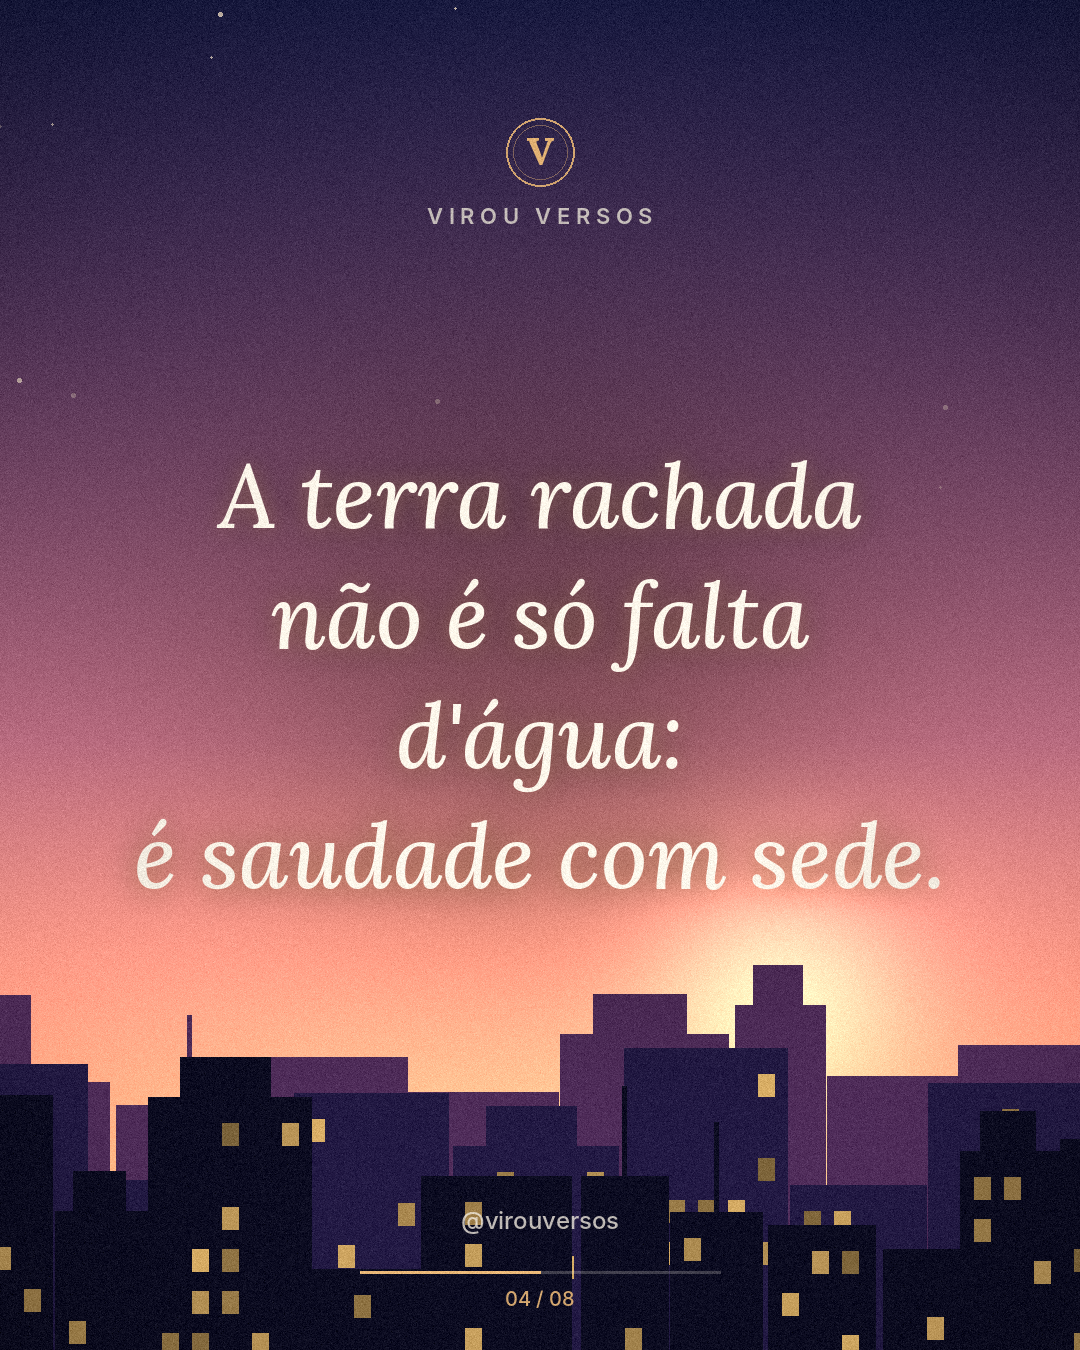 V
VIROU VERSOS
A terra rachada
não é só falta
d'água:
é saudade com sede.
@virouversos
04 / 08